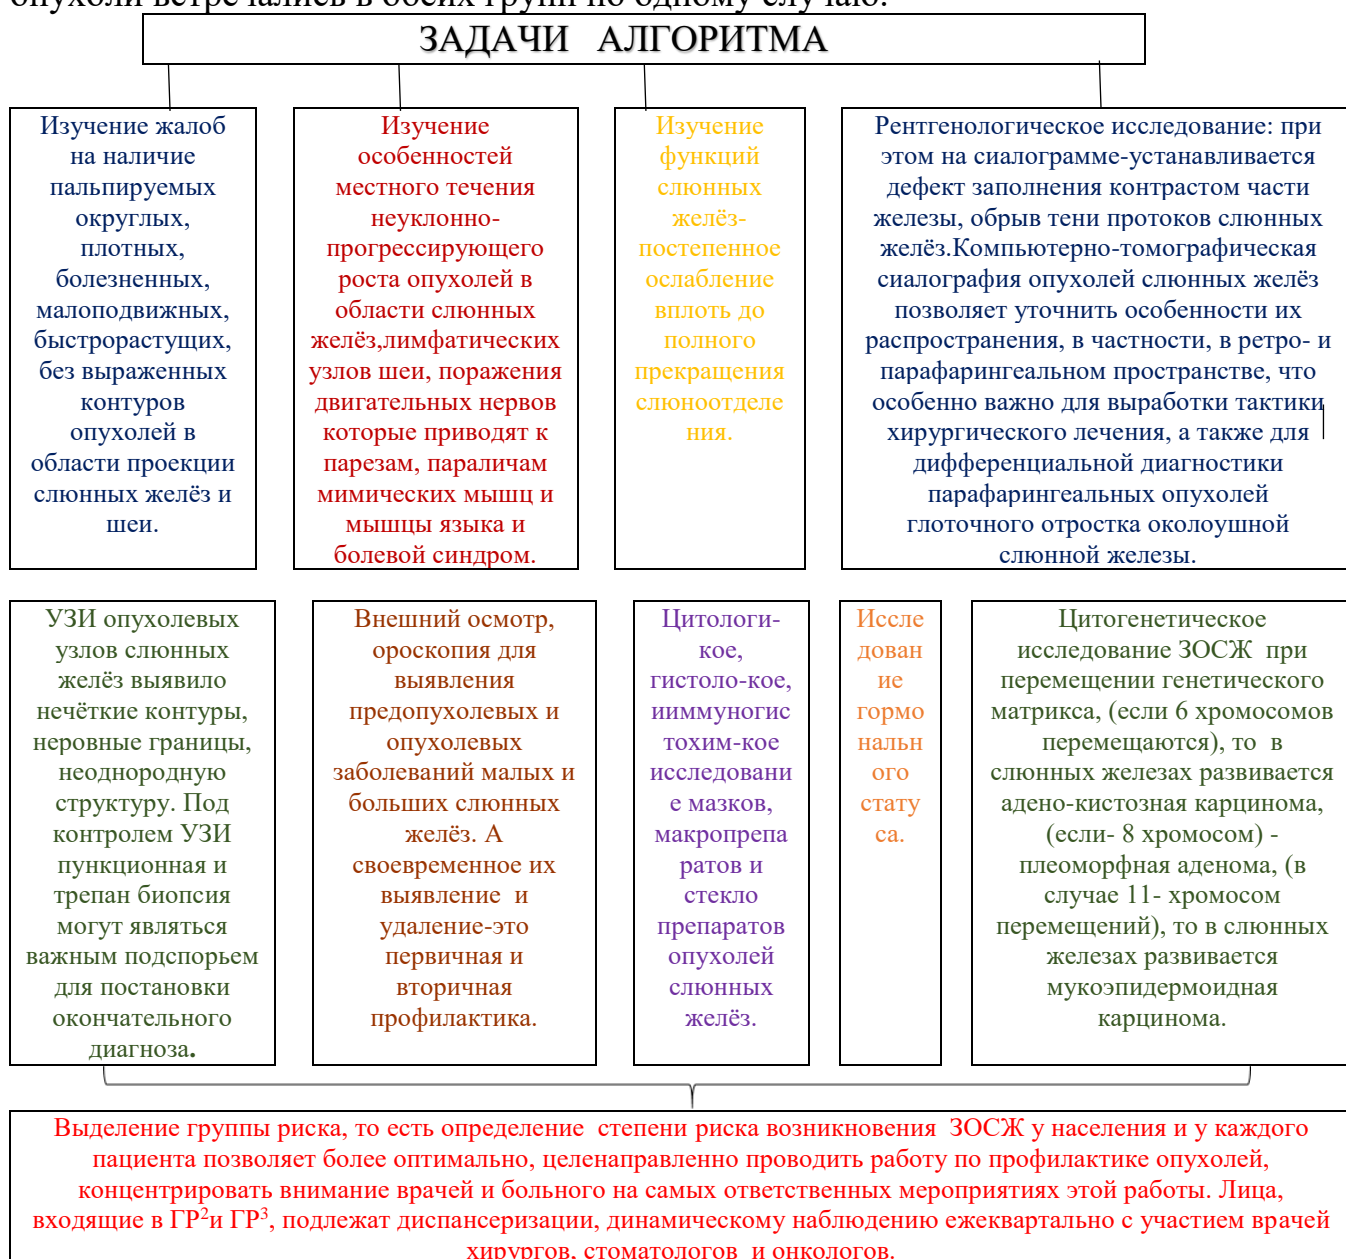 опухоли встречались в обеих групп по одному случаю.
ЗАДАЧИ АЛГОРИТМА
Изучение жалоб
на наличие
пальпируемых
округлых,
плотных,
болезненных,
малоподвижных,
быстрорастущих,
без выраженных
контуров
опухолей в
области проекции
слюнных желёз и
шеи.
Изучение
особенностей
местного течения
неуклонно-
прогрессирующего
роста опухолей в
области слюнных
желёз,лимфатических
узлов шеи, поражения
двигательных нервов
которые приводят к
парезам, параличам
мимических мышц и
мышцы языка и
болевой синдром.
Изучение
функций
слюнных
желёз-
постепенное
ослабление
вплоть до
полного
прекращения
слюноотделе
ния.
Рентгенологическое исследование: при
этом на сиалограмме-устанавливается
дефект заполнения контрастом части
железы, обрыв тени протоков слюнных
желёз.Компьютерно-томографическая
сиалография опухолей слюнных желёз
позволяет уточнить особенности их
распространения, в частности, в ретро- и
парафарингеальном пространстве, что
особенно важно для выработки тактики
хирургического лечения, а также для
дифференциальной диагностики
парафарингеальных опухолей
глоточного отростка околоушной
слюнной железы.
УЗИ опухолевых
узлов слюнных
желёз выявило
нечёткие контуры,
неровные границы,
неоднородную
структуру. Под
контролем УЗИ
пункционная и
трепан биопсия
могут являться
важным подспорьем
для постановки
окончательного
диагноза.
Внешний осмотр,
ороскопия для
выявления
предопухолевых и
опухолевых
заболеваний малых и
больших слюнных
желёз. А
своевременное их
выявление и
удаление-это
первичная и
вторичная
профилактика.
Цитологи-
кое,
гистоло-кое,
ииммуногис
тохим-кое
исследовани
е мазков,
макропрепа
ратов и
стекло
препаратов
опухолей
слюнных
желёз.
Иссле
дован
ие
гормо
нальн
ого
стату
са.
Цитогенетическое
исследование ЗОСЖ при
перемещении генетического
матрикса, (если 6 хромосомов
перемещаются), то в
слюнных железах развивается
адено-кистозная карцинома,
(если- 8 хромосом) -
плеоморфная аденома, (в
случае 11- хромосом
перемещений), то в слюнных
железах развивается
мукоэпидермоидная
карцинома.
Выделение группы риска, то есть определение степени риска возникновения ЗОСЖ у населения и у каждого
пациента позволяет более оптимально, целенаправленно проводить работу по профилактике опухолей,
концентрировать внимание врачей и больного на самых ответственных мероприятиях этой работы. Лица,
входящие в ГР²и ГР³, подлежат диспансеризации, динамическому наблюдению ежеквартально с участием врачей
хирургов, стоматологов и онкологов.